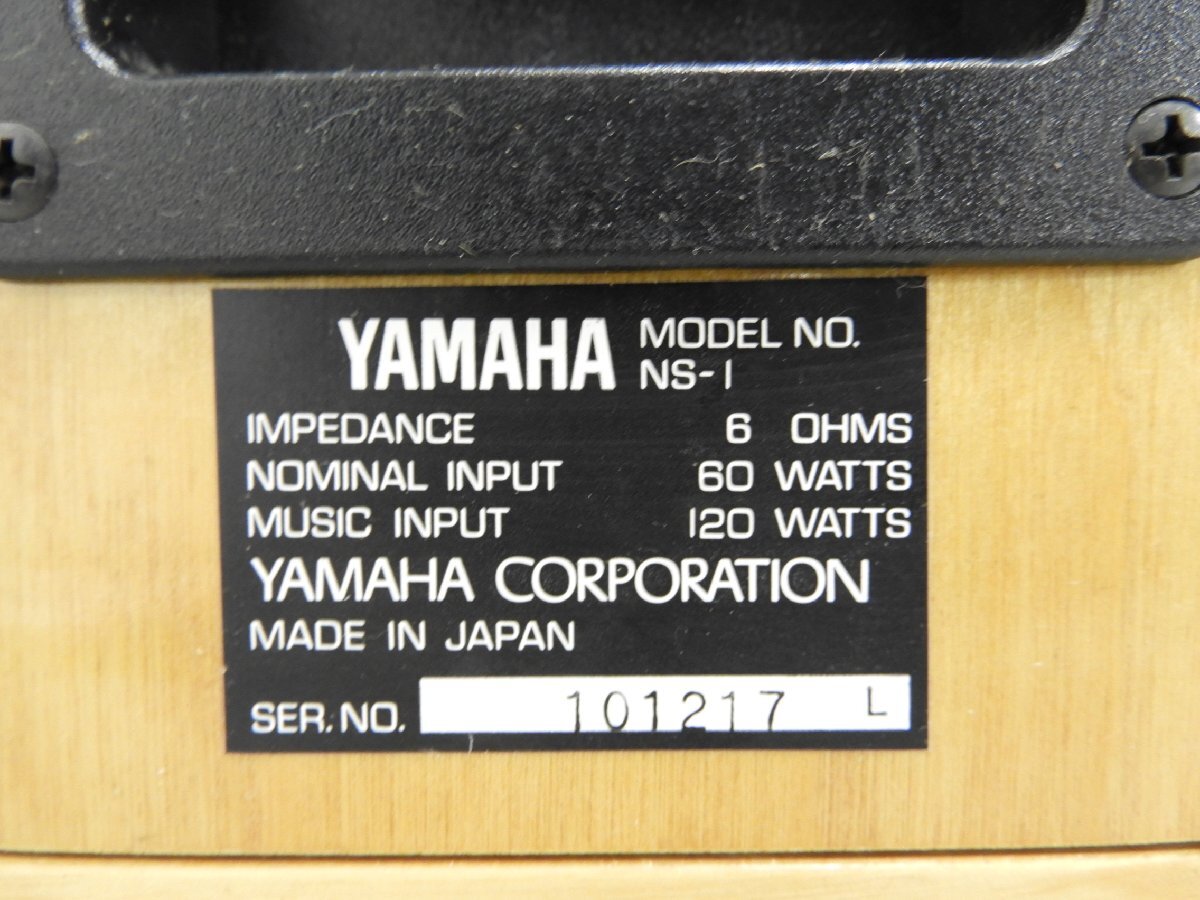 YAMAHA MODEL NO.
NS-1
IMPEDANCE 6 OHMS
NOMINAL INPUT 60 WATTS
MUSIC INPUT 120 WATTS
YAMAHA CORPORATION
MADE IN JAPAN
SER. NO. 101217 L